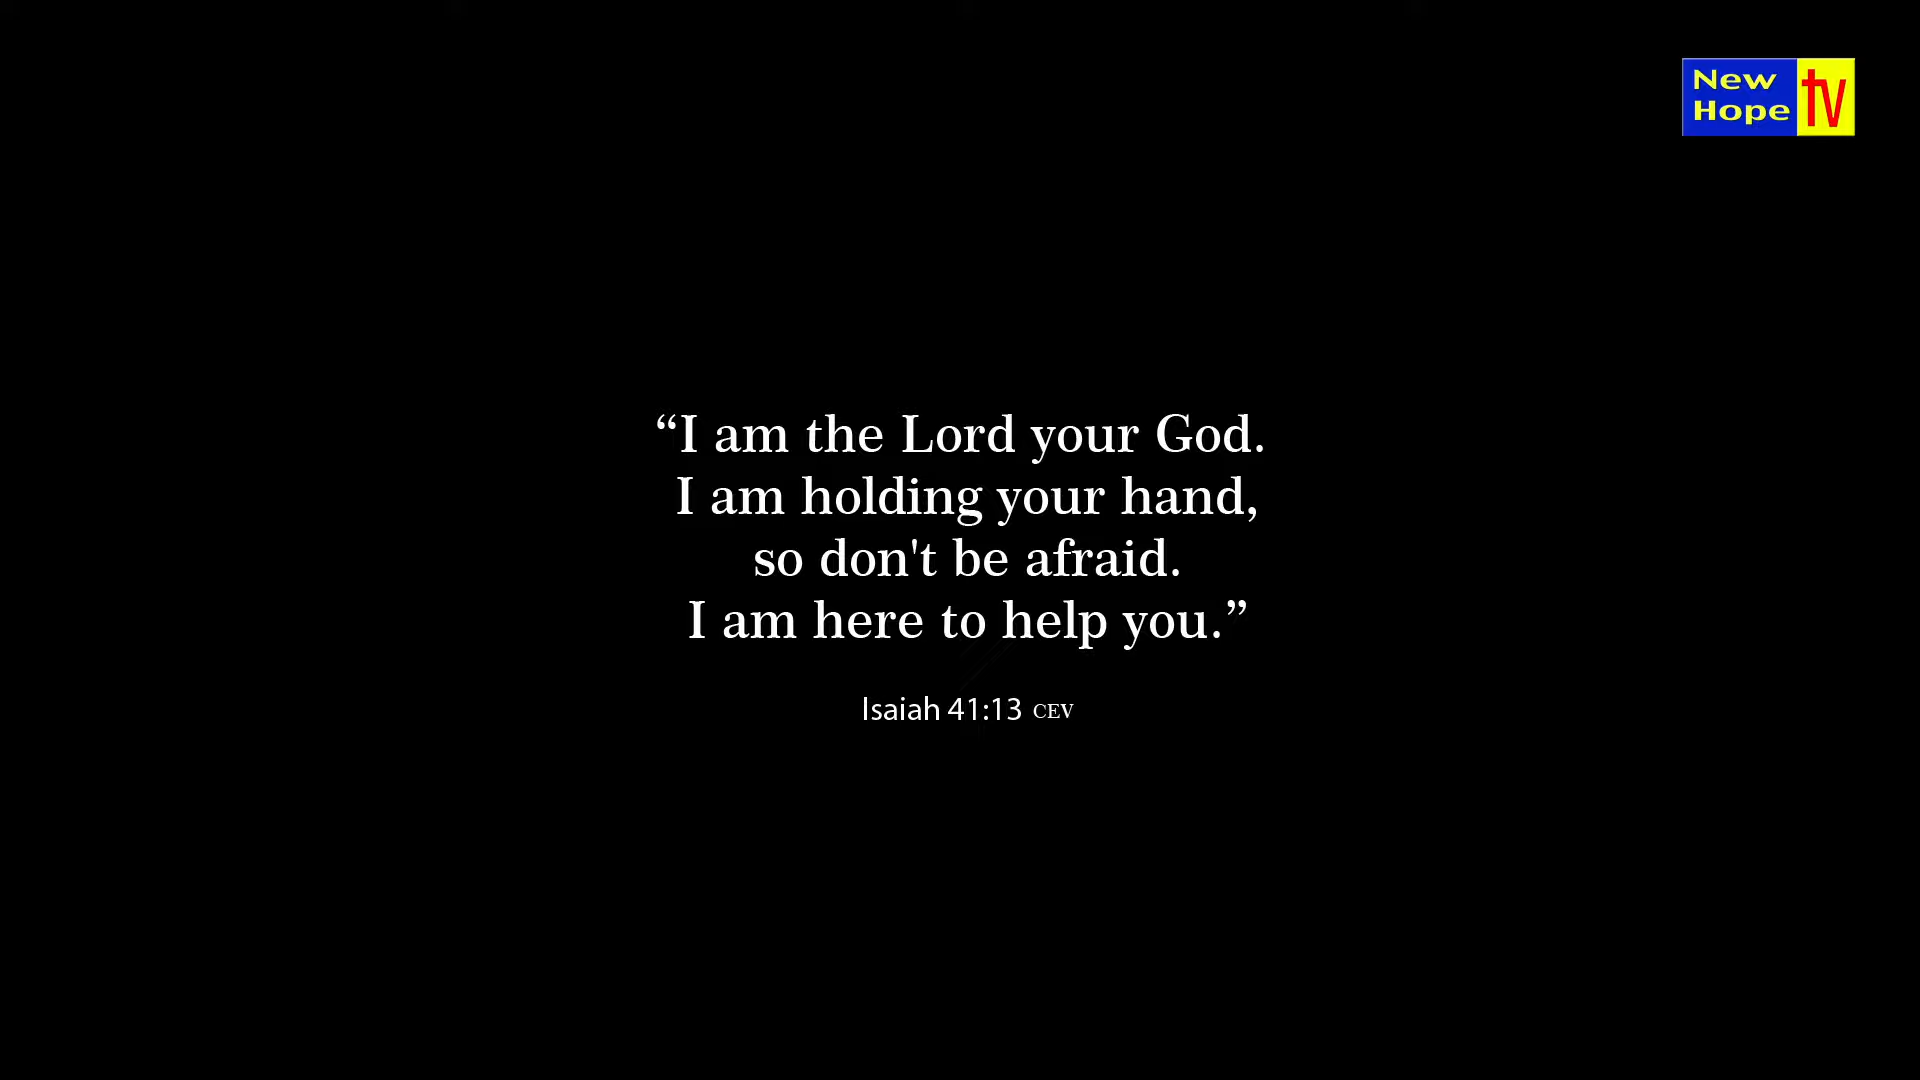 New
Hope
tv
“I am the Lord your God.
I am holding your hand,
so don't be afraid.
I am here to help you.”
Isaiah 41:13 CEV